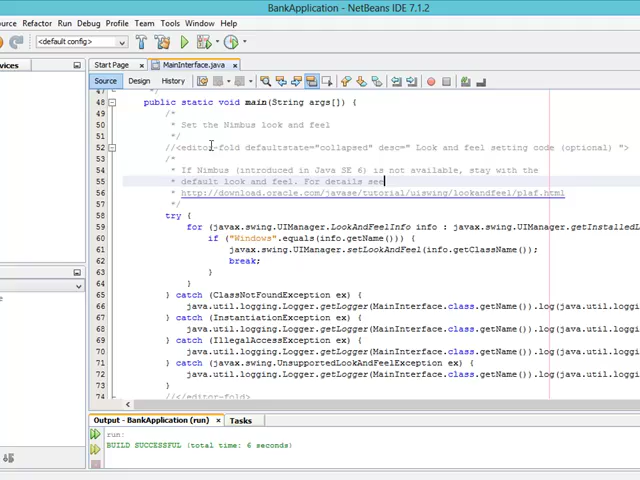 BankApplication - NetBeans IDE 7.1.2
Refactor Run Debug Profile Team Tools Window Help
<default config>
Start Page MainInterface.java
Source Design History
47
48 public static void main(String args[]) {
49 /*
50 * Set the Nimbus look and feel
51 */
52 //<editor-fold defaultstate="collapsed" desc=" Look and feel setting code (optional) ">
53 /*
54 * If Nimbus (introduced in Java SE 6) is not available, stay with the
55 * default look and feel. For details see
56 * http://download.oracle.com/javase/tutorial/uiswing/lookandfeel/plaf.html
57 */
58 try {
59 for (javax.swing.UIManager.LookAndFeelInfo info : javax.swing.UIManager.getInstalledL
60 if ("Windows".equals(info.getName())) {
61 javax.swing.UIManager.setLookAndFeel(info.getClassName());
62 break;
63 }
64 }
65 } catch (ClassNotFoundException ex) {
66 java.util.logging.Logger.getLogger(MainInterface.class.getName()).log(java.util.loggi
67 } catch (InstantiationException ex) {
68 java.util.logging.Logger.getLogger(MainInterface.class.getName()).log(java.util.loggi
69 } catch (IllegalAccessException ex) {
70 java.util.logging.Logger.getLogger(MainInterface.class.getName()).log(java.util.loggi
71 } catch (javax.swing.UnsupportedLookAndFeelException ex) {
72 java.util.logging.Logger.getLogger(MainInterface.class.getName()).log(java.util.loggi
73 }
74 //</editor-fold>
Output - BankApplication (run) Tasks
run:
BUILD SUCCESSFUL (total time: 6 seconds)